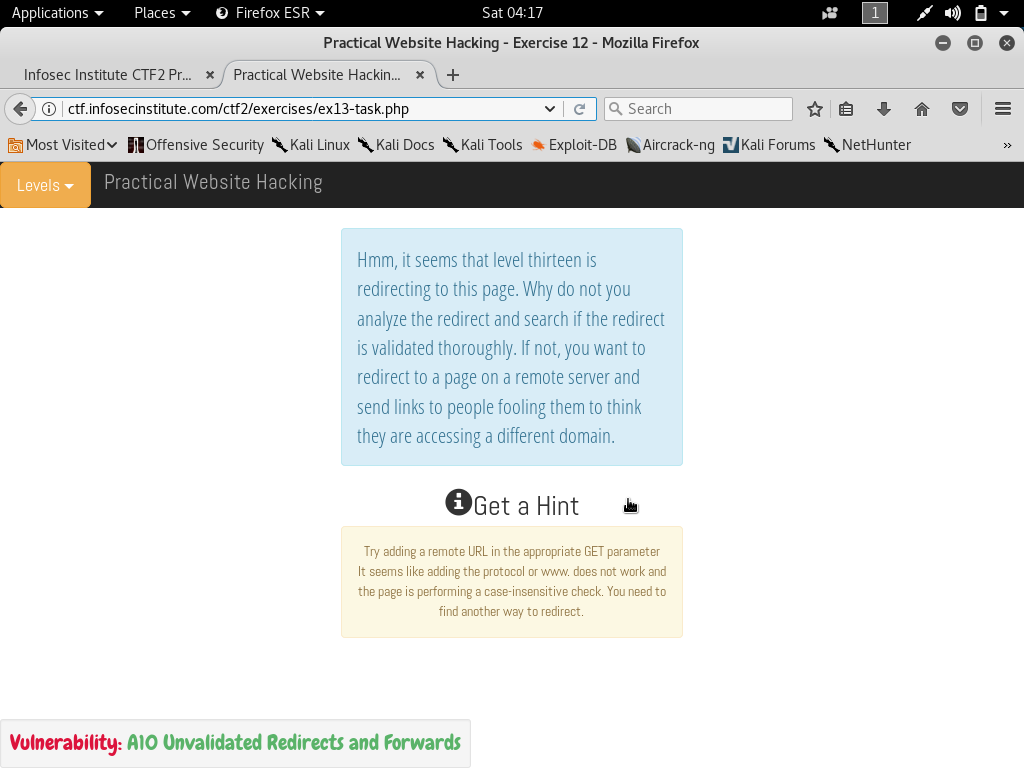 Applications Places Firefox ESR Sat 04:17 1
Practical Website Hacking - Exercise 12 - Mozilla Firefox
Infosec Institute CTF2 Pr... Practical Website Hackin...
ctf.infosecinstitute.com/ctf2/exercises/ex13-task.php Search
Most Visited Offensive Security Kali Linux Kali Docs Kali Tools Exploit-DB Aircrack-ng Kali Forums NetHunter »
Levels Practical Website Hacking
Hmm, it seems that level thirteen is
redirecting to this page. Why do not you
analyze the redirect and search if the redirect
is validated thoroughly. If not, you want to
redirect to a page on a remote server and
send links to people fooling them to think
they are accessing a different domain.
Get a Hint
Try adding a remote URL in the appropriate GET parameter
It seems like adding the protocol or www. does not work and
the page is performing a case-insensitive check. You need to
find another way to redirect.
Vulnerability: A10 Unvalidated Redirects and Forwards